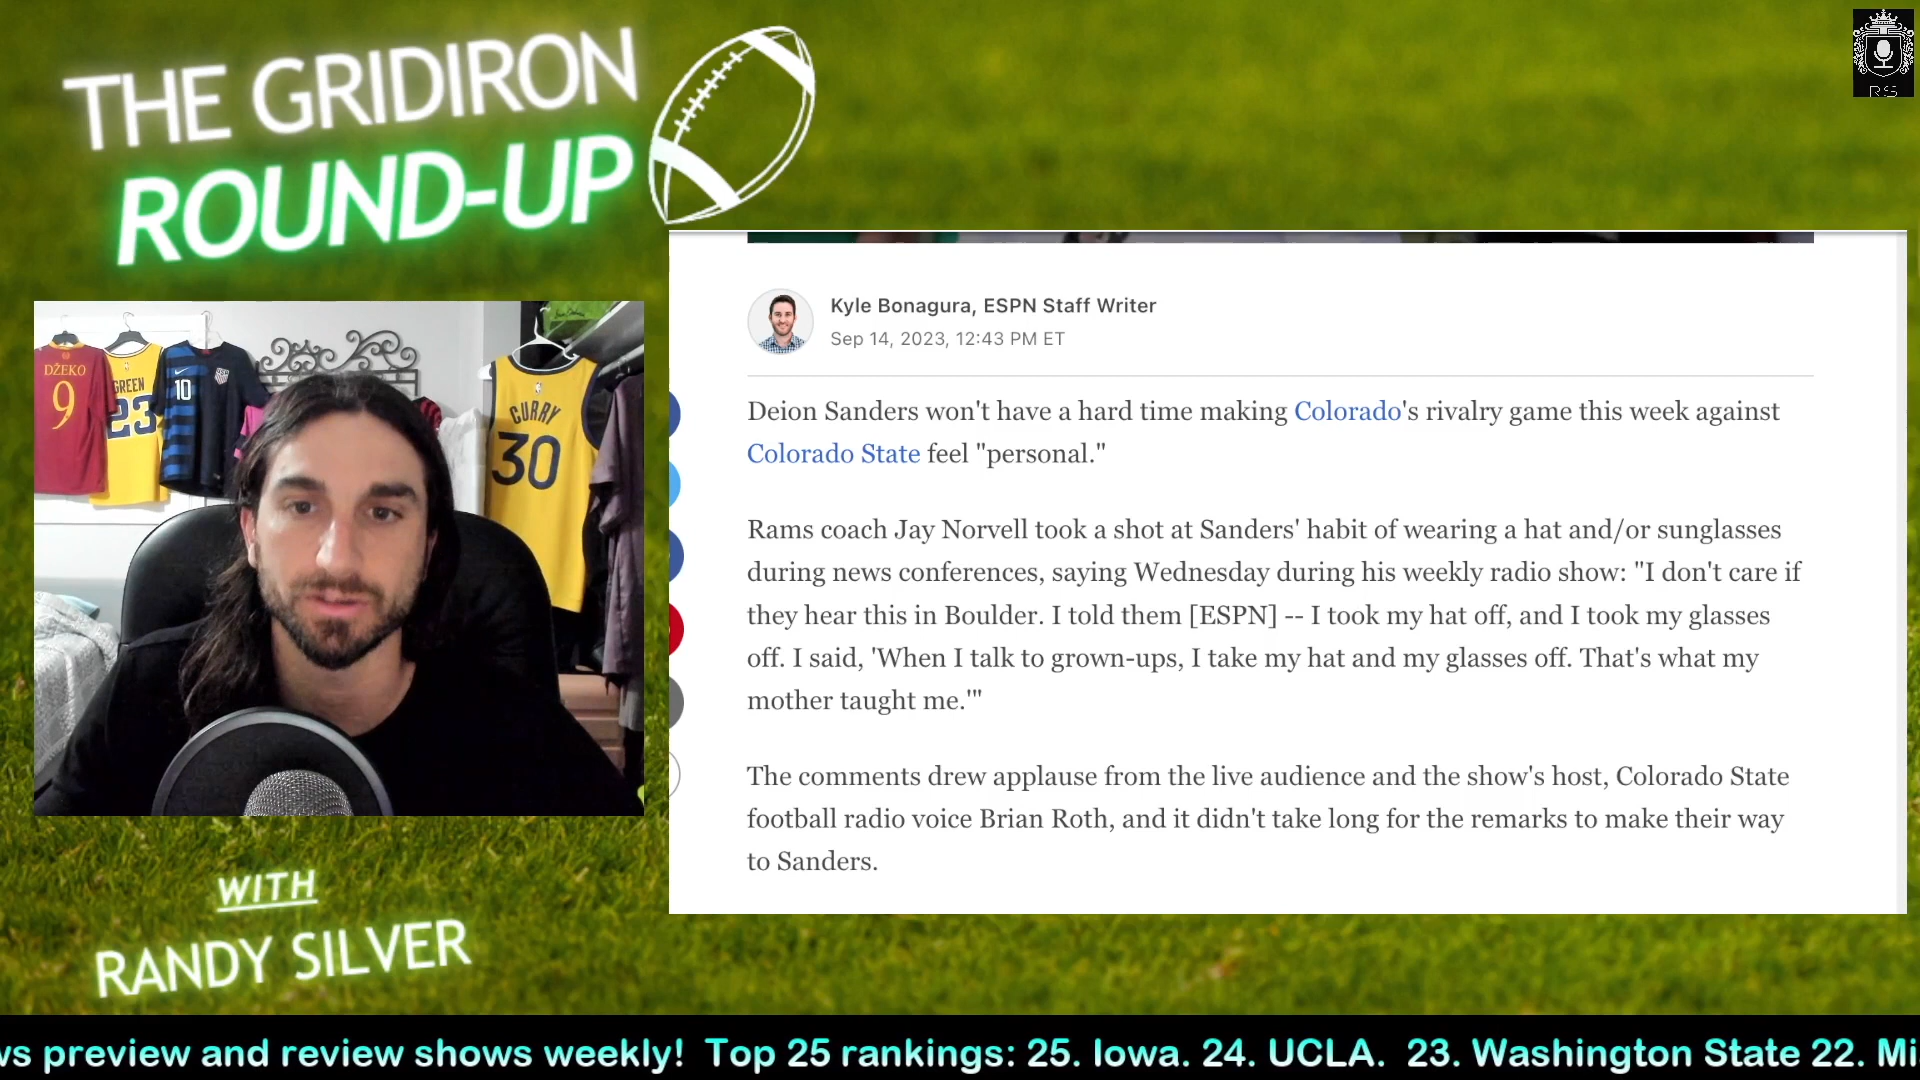 THE GRIDIRON
ROUND-UP
RS
DŽEKO
9
GREEN
23
10
CURRY
30
Kyle Bonagura, ESPN Staff Writer
Sep 14, 2023, 12:43 PM ET
Deion Sanders won't have a hard time making Colorado's rivalry game this week against
Colorado State feel "personal."
Rams coach Jay Norvell took a shot at Sanders' habit of wearing a hat and/or sunglasses
during news conferences, saying Wednesday during his weekly radio show: "I don't care if
they hear this in Boulder. I told them [ESPN] -- I took my hat off, and I took my glasses
off. I said, 'When I talk to grown-ups, I take my hat and my glasses off. That's what my
mother taught me.'"
The comments drew applause from the live audience and the show's host, Colorado State
football radio voice Brian Roth, and it didn't take long for the remarks to make their way
to Sanders.
WITH
RANDY SILVER
ws preview and review shows weekly! Top 25 rankings: 25. Iowa. 24. UCLA. 23. Washington State 22. Mi